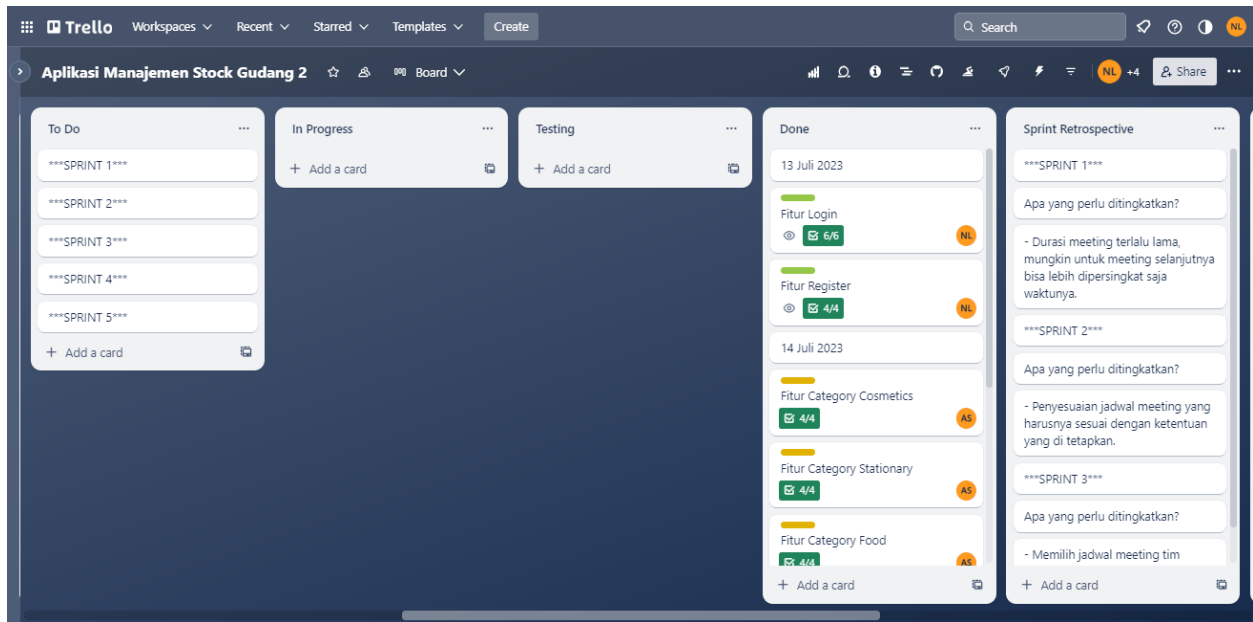 Trello Workspaces Recent Starred Templates Create Search NL
Aplikasi Manajemen Stock Gudang 2 Board NL +4 Share
To Do
***SPRINT 1***
***SPRINT 2***
***SPRINT 3***
***SPRINT 4***
***SPRINT 5***
+ Add a card
In Progress
+ Add a card
Testing
+ Add a card
Done
13 Juli 2023
Fitur Login
6/6 NL
Fitur Register
4/4 NL
14 Juli 2023
Fitur Category Cosmetics
4/4 AS
Fitur Category Stationary
4/4 AS
Fitur Category Food
4/4 AS
+ Add a card
Sprint Retrospective
***SPRINT 1***
Apa yang perlu ditingkatkan?
- Durasi meeting terlalu lama,
mungkin untuk meeting selanjutnya
bisa lebih dipersingkat saja
waktunya.
***SPRINT 2***
Apa yang perlu ditingkatkan?
- Penyesuaian jadwal meeting yang
harusnya sesuai dengan ketentuan
yang di tetapkan.
***SPRINT 3***
Apa yang perlu ditingkatkan?
- Memilih jadwal meeting tim
+ Add a card